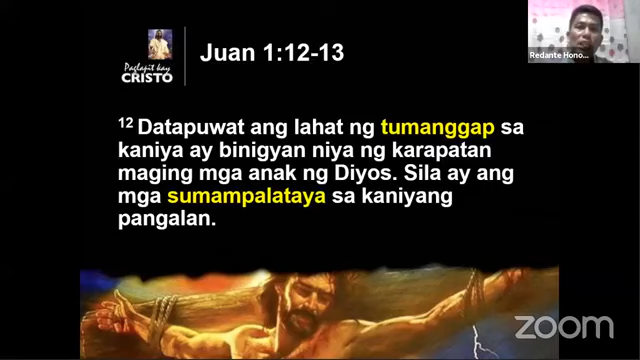 Paglapit kay
CRISTO
Juan 1:12-13
Redante Hono...
12 Datapuwat ang lahat ng tumanggap sa
kaniya ay binigyan niya ng karapatan
maging mga anak ng Diyos. Sila ay ang
mga sumampalataya sa kaniyang
pangalan.
zoom